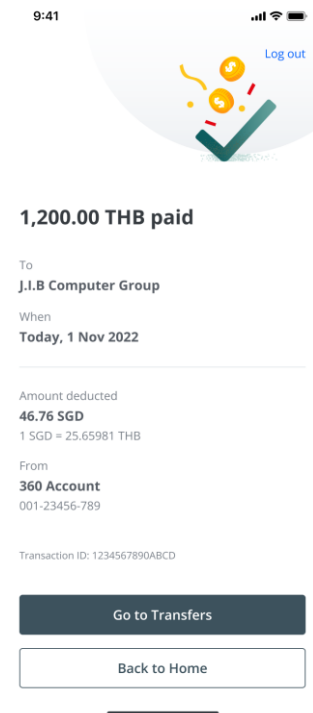 9:41
Log out
1,200.00 THB paid
To
J.I.B Computer Group
When
Today, 1 Nov 2022
Amount deducted
46.76 SGD
1 SGD = 25.65981 THB
From
360 Account
001-23456-789
Transaction ID: 1234567890ABCD
Go to Transfers
Back to Home